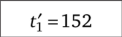 t′₁ = 152